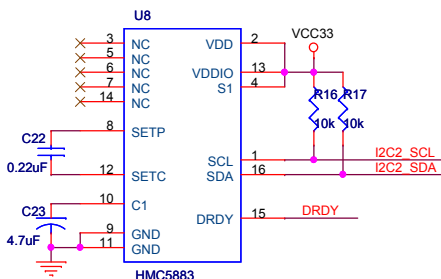 U8
VCC33
3 NC VDD 2
5 NC
6 NC VDDIO 13
7 NC S1 4
14 NC
R16 R17
10k 10k
8 SETP
C22
0.22uF
SCL 1 I2C2_SCL
12 SETC SDA 16 I2C2_SDA
10 C1
C23
4.7uF
DRDY 15 DRDY
9 GND
11 GND
HMC5883